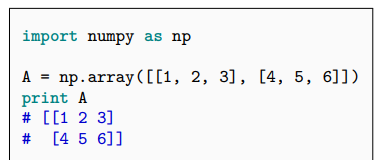 import numpy as np
A = np.array([[1, 2, 3], [4, 5, 6]])
print A
# [[1 2 3]
#  [4 5 6]]